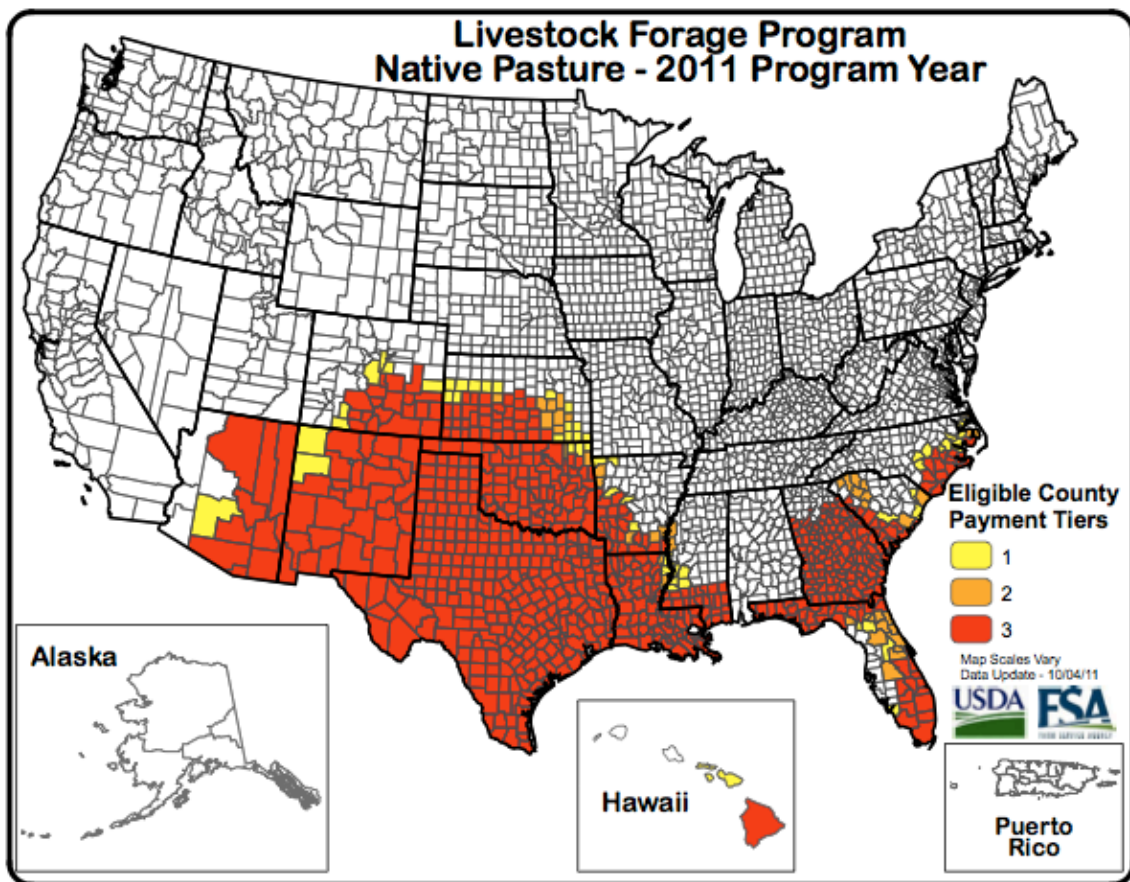 Livestock Forage Program
Native Pasture - 2011 Program Year
Eligible County
Payment Tiers
1
2
3
Map Scales Vary
Data Update - 10/04/11
USDA
FSA
Alaska
Hawaii
Puerto
Rico